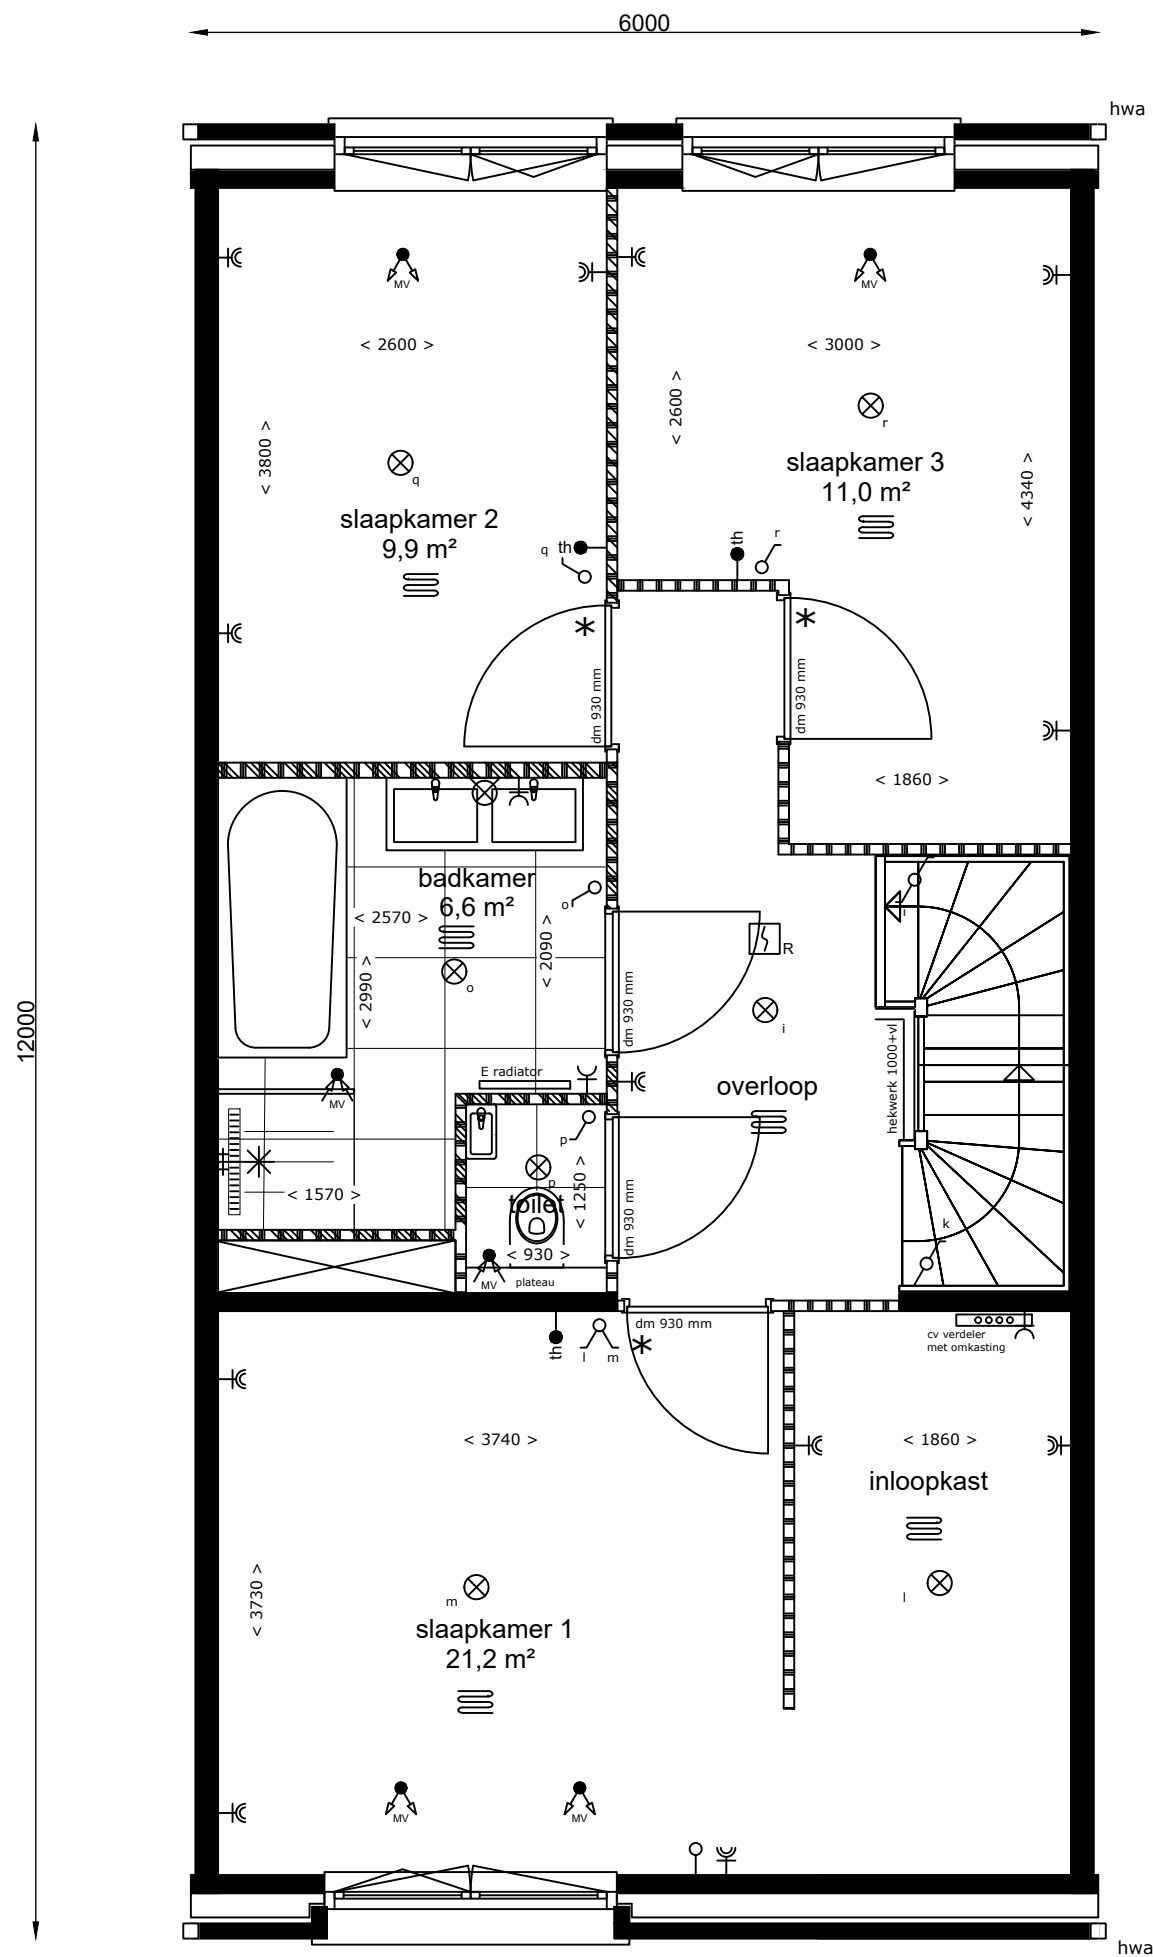 6000
hwa
MV
MV
< 2600 >
< 3000 >
< 2600 >
r
< 3800 >
q
slaapkamer 3
11,0 m²
< 4340 >
slaapkamer 2
9,9 m²
q
th
th
r
*
*
dm 930 mm
dm 930 mm
< 1860 >
badkamer
6,6 m²
o
i
< 2570 >
< 2090 >
R
< 2990 >
o
dm 930 mm
i
12000
E radiator
overloop
hekwerk 1000+vl
MV
p
p
< 1570 >
toilet
< 1250 >
dm 930 mm
k
< 930 >
MV
plateau
dm 930 mm
cv verdeler
met omkasting
th
l
m
*
< 3740 >
< 1860 >
inloopkast
< 3730 >
m
l
slaapkamer 1
21,2 m²
MV
MV
hwa